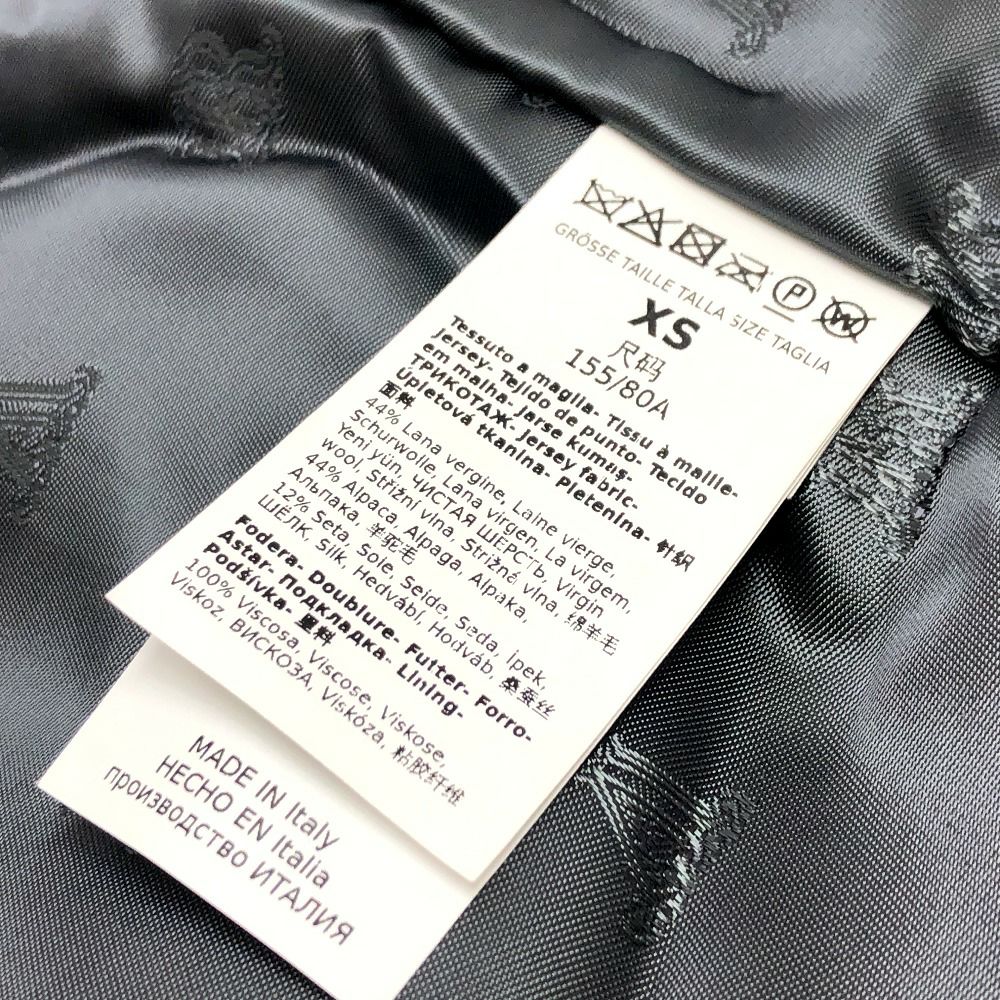 GRÖSSE TAILLE TALLA SIZE TAGLIA
XS
尺码
155/80A
Tessuto a maglia- Tissu à maille-
Jersey- Tejido de punto- Tecido
em malha- Jarse kumaş-
ТРИКОТАЖ- Jersey fabric-
Úpletová tkanina- Pletenina- 针织
面料
44% Lana vergine, Laine vierge,
Schurwolle, Lana virgen, La virgem,
Yeni yün, ЧИСТАЯ ШЕРСТЬ, Virgin
wool, Střižní vlna, Strižná vlna, 绵羊毛
44% Alpaca, Alpaga, Alpaka,
Альпака, 羊驼毛
12% Seta, Soie, Seide, Seda, İpek,
ШЁЛК, Silk, Hedvábí, Hodváb, 桑蚕丝
Fodera- Doublure- Futter- Forro-
Astar- ПОДКЛАДКА- Lining-
Podšívka- 里料
100% Viscosa, Viscose, Viskose,
Viskoz, ВИСКОЗА, Viskóza, 粘胶纤维
MADE IN Italy
HECHO EN Italia
производство ИТАЛИЯ